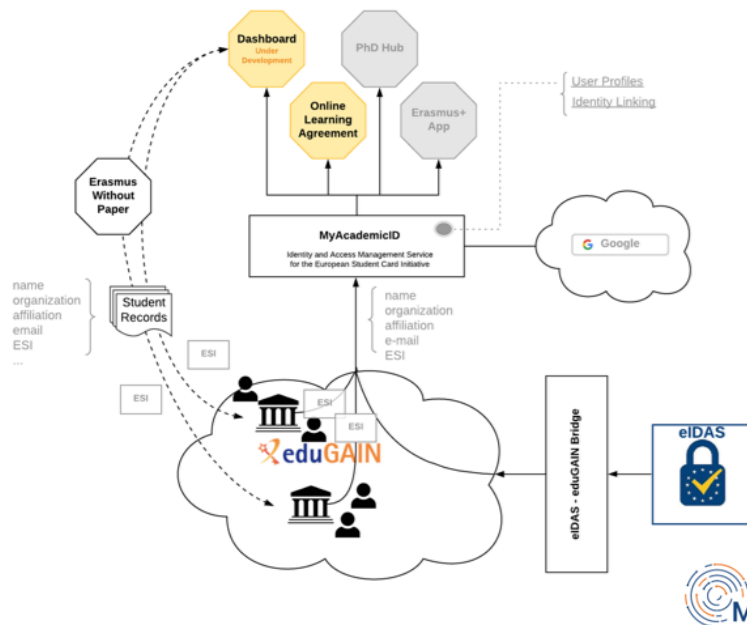 Dashboard
Under
Development
PhD Hub
User Profiles
Identity Linking
Online
Learning
Agreement
Erasmus+
App
Erasmus
Without
Paper
MyAcademicID
Identity and Access Management Service
for the European Student Card Initiative
Google
name
organization
affiliation
email
ESI
...
Student
Records
name
organization
affiliation
e-mail
ESI
ESI
ESI
ESI
ESI
eduGAIN
eIDAS - eduGAIN Bridge
eIDAS
M